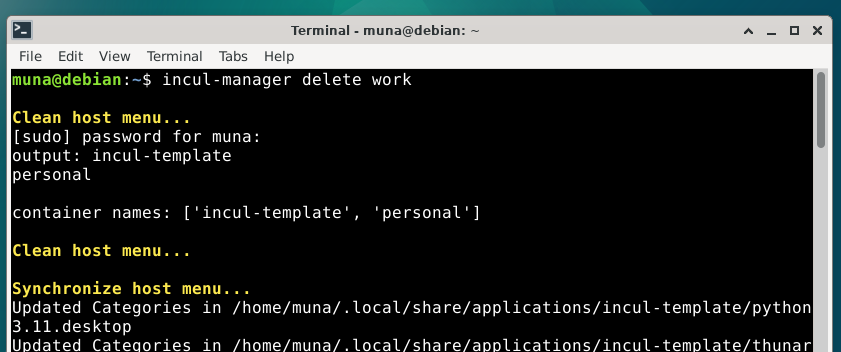 Terminal - muna@debian: ~
File Edit View Terminal Tabs Help
muna@debian:~$ incul-manager delete work
Clean host menu...
[sudo] password for muna:
output: incul-template
personal
container names: ['incul-template', 'personal']
Clean host menu...
Synchronize host menu...
Updated Categories in /home/muna/.local/share/applications/incul-template/python
3.11.desktop
Updated Categories in /home/muna/.local/share/applications/incul-template/thunar